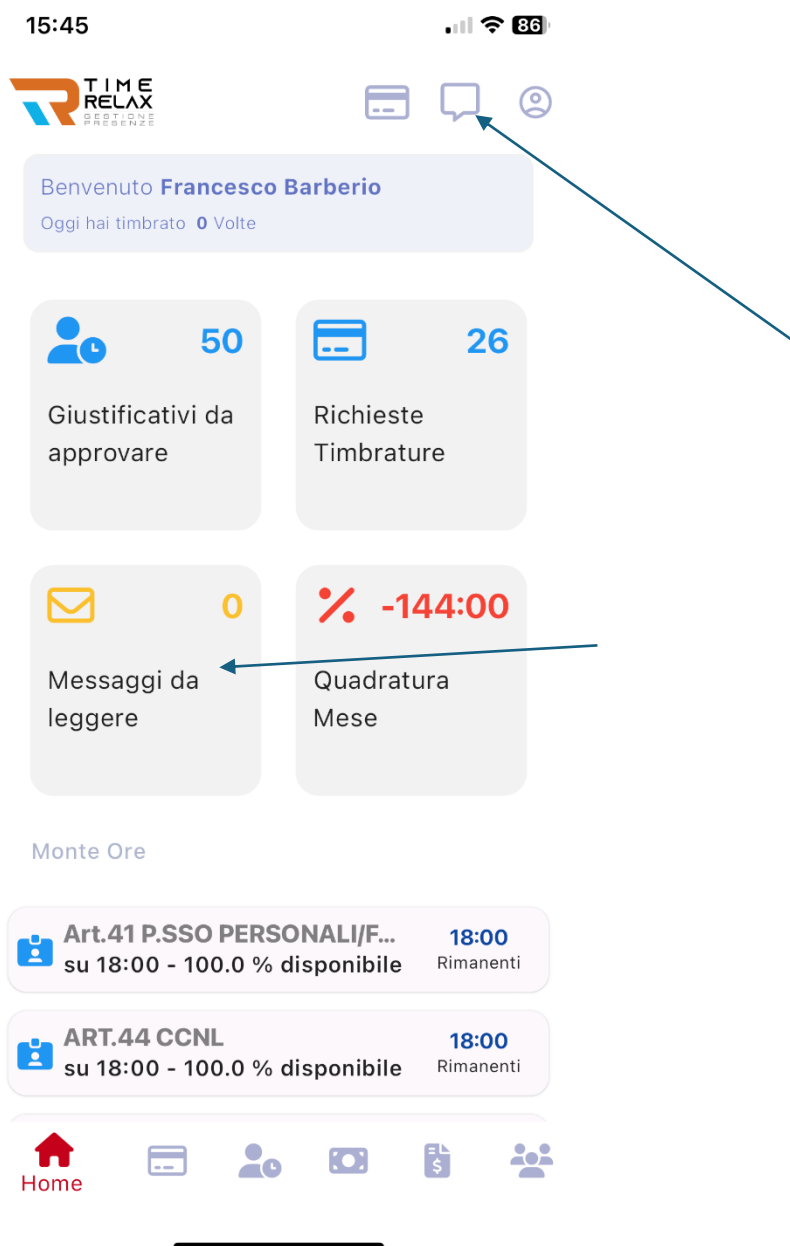 15:45
86
TIME
RELAX
GESTIONE
PRESENZE
Benvenuto Francesco Barberio
Oggi hai timbrato 0 Volte
50
Giustificativi da
approvare
26
Richieste
Timbrature
0
Messaggi da
leggere
-144:00
Quadratura
Mese
Monte Ore
Art.41 P.SSO PERSONALI/F...
su 18:00 - 100.0 % disponibile
18:00
Rimanenti
ART.44 CCNL
su 18:00 - 100.0 % disponibile
18:00
Rimanenti
Home